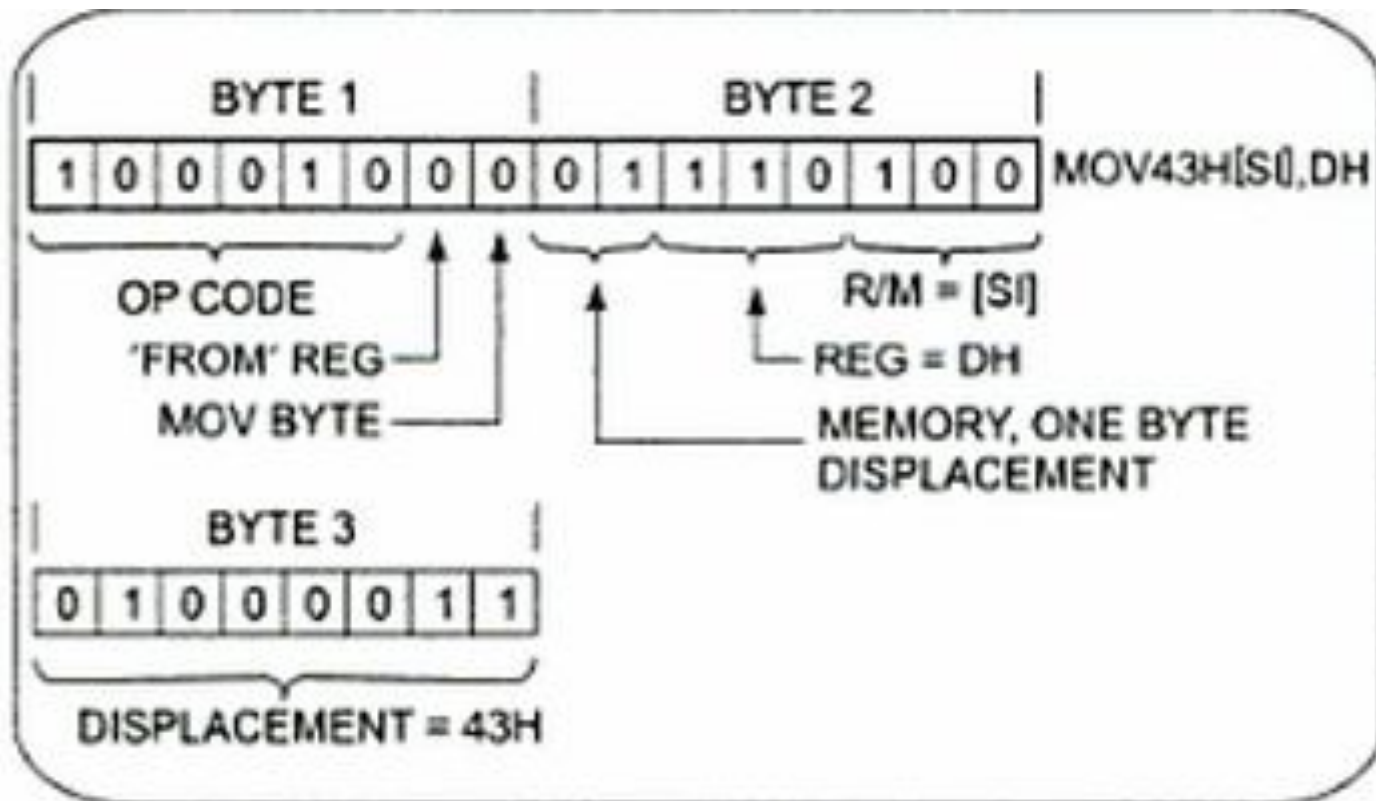 BYTE 1 BYTE 2
1 0 0 0 1 0 0 0 0 1 1 1 0 1 0 0 MOV43H[SI],DH
OP CODE R/M = [SI]
'FROM' REG REG = DH
MOV BYTE MEMORY, ONE BYTE
DISPLACEMENT
BYTE 3
0 1 0 0 0 0 1 1
DISPLACEMENT = 43H